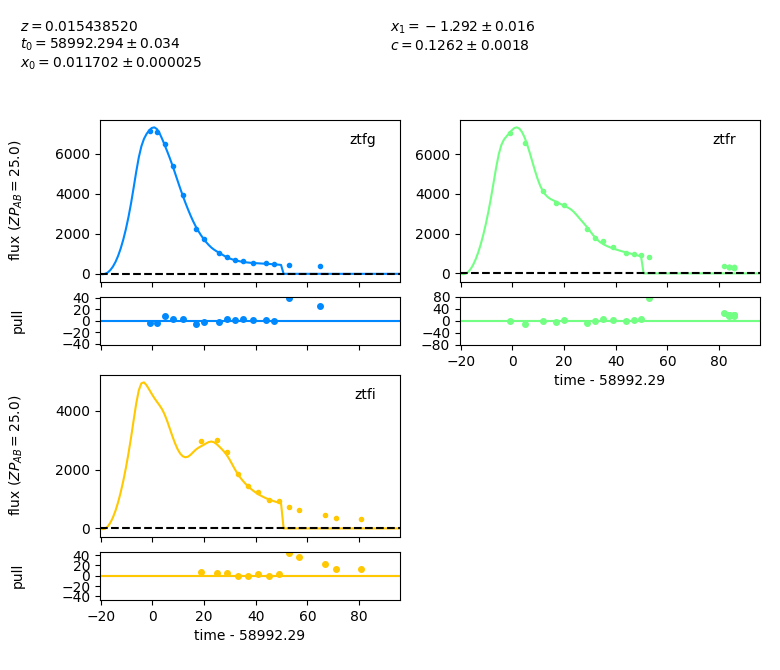 z = 0.015438520
t0 = 58992.294 ± 0.034
x0 = 0.011702 ± 0.000025
x1 = −1.292 ± 0.016
c = 0.1262 ± 0.0018
flux (ZP_AB = 25.0)
6000
4000
2000
0
ztfg
6000
4000
2000
0
ztfr
pull
40
20
0
−20
−40
80
40
0
−40
−80
−20 0 20 40 60 80
time - 58992.29
flux (ZP_AB = 25.0)
4000
2000
0
ztfi
pull
40
20
0
−20
−40
−20 0 20 40 60 80
time - 58992.29